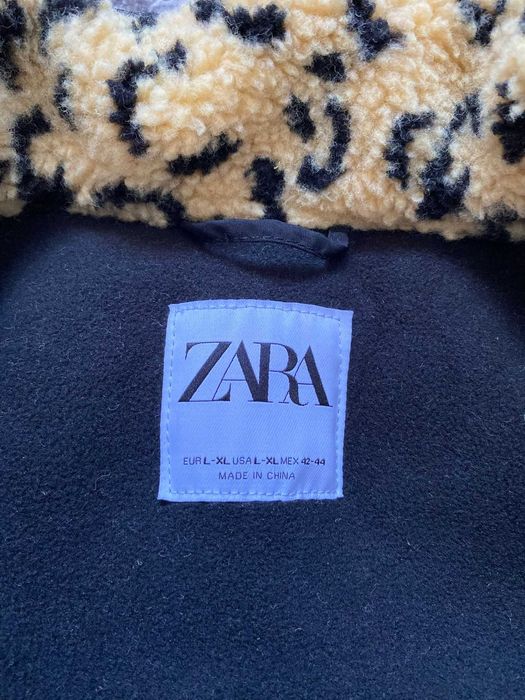 ZARA
EUR L-XL USA L-XL MEX 42-44
MADE IN CHINA